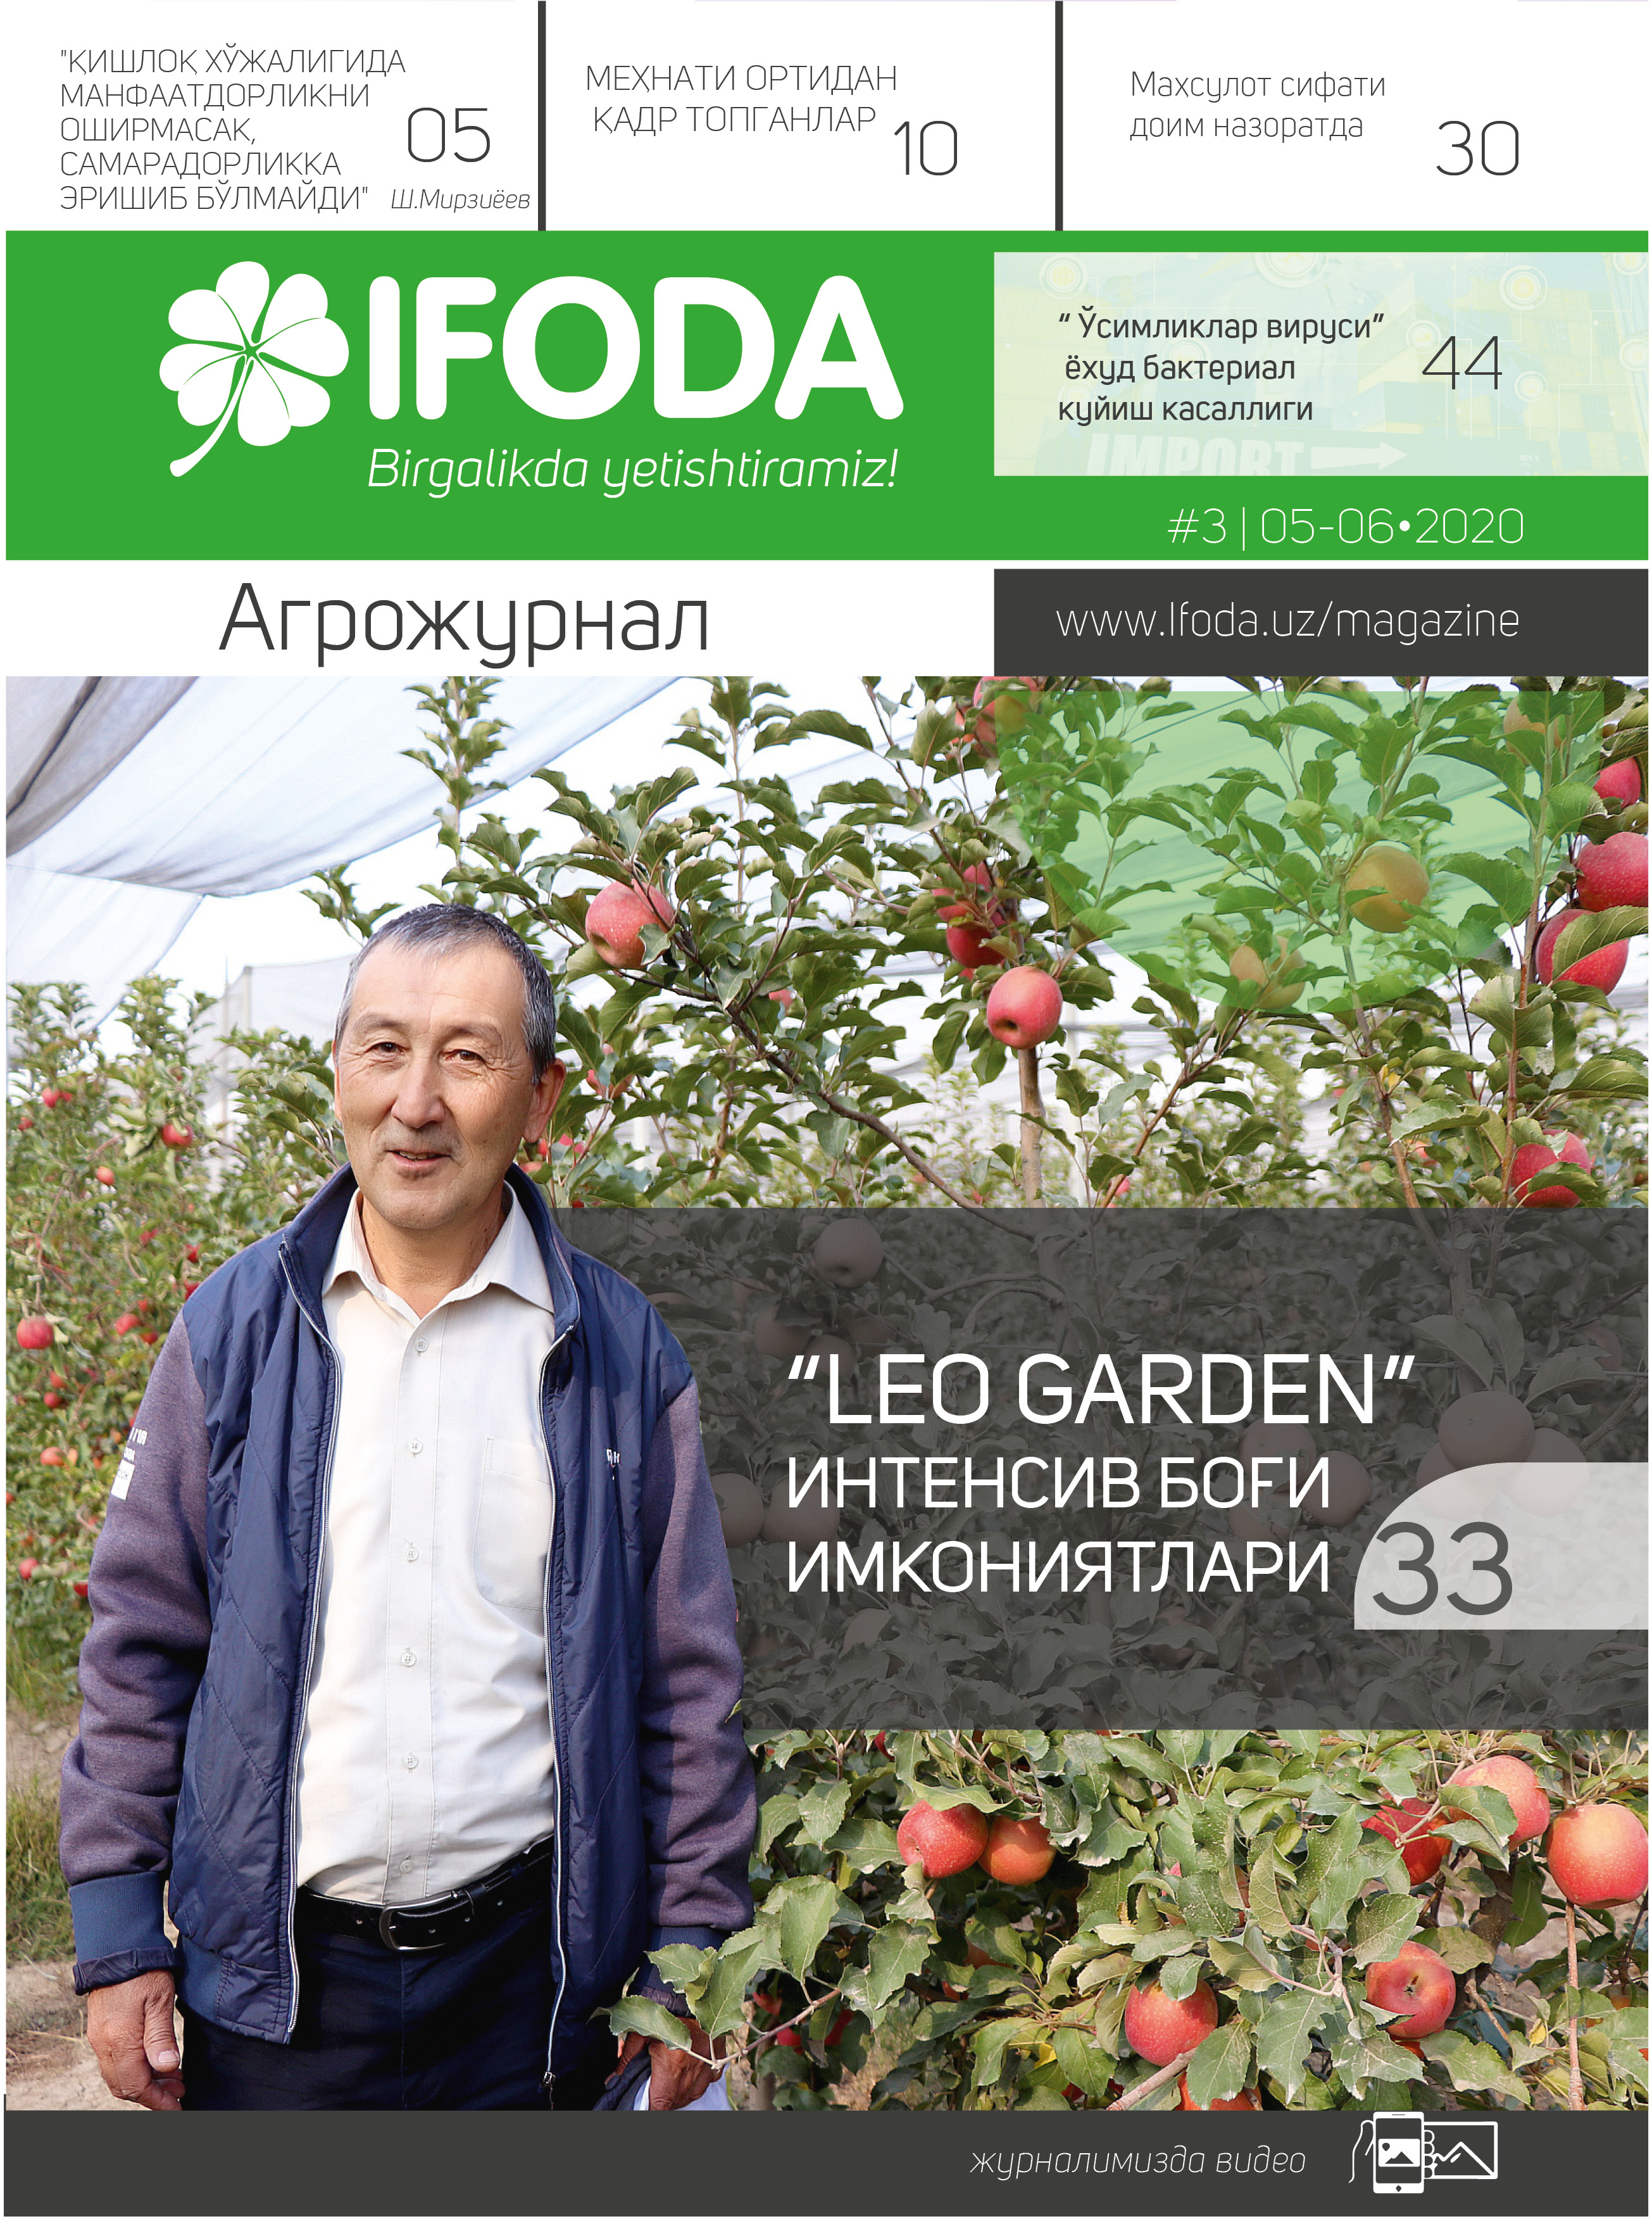 "ҚИШЛОҚ ХЎЖАЛИГИДА
МАНФААТДОРЛИКНИ
ОШИРМАСАК,
САМАРАДОРЛИККА
ЭРИШИБ БЎЛМАЙДИ"
Ш.Мирзиёев
05
МЕҲНАТИ ОРТИДАН
ҚАДР ТОПГАНЛАР
10
Маҳсулот сифати
доим назоратда
30
IFODA
Birgalikda yetishtiramiz!
“ Ўсимликлар вируси”
ёхуд бактериал
куйиш касаллиги
44
IMPORT
#3 | 05-06•2020
Агрожурнал
www.Ifoda.uz/magazine
“LEO GARDEN”
ИНТЕНСИВ БОҒИ
ИМКОНИЯТЛАРИ
33
журналимизда видео